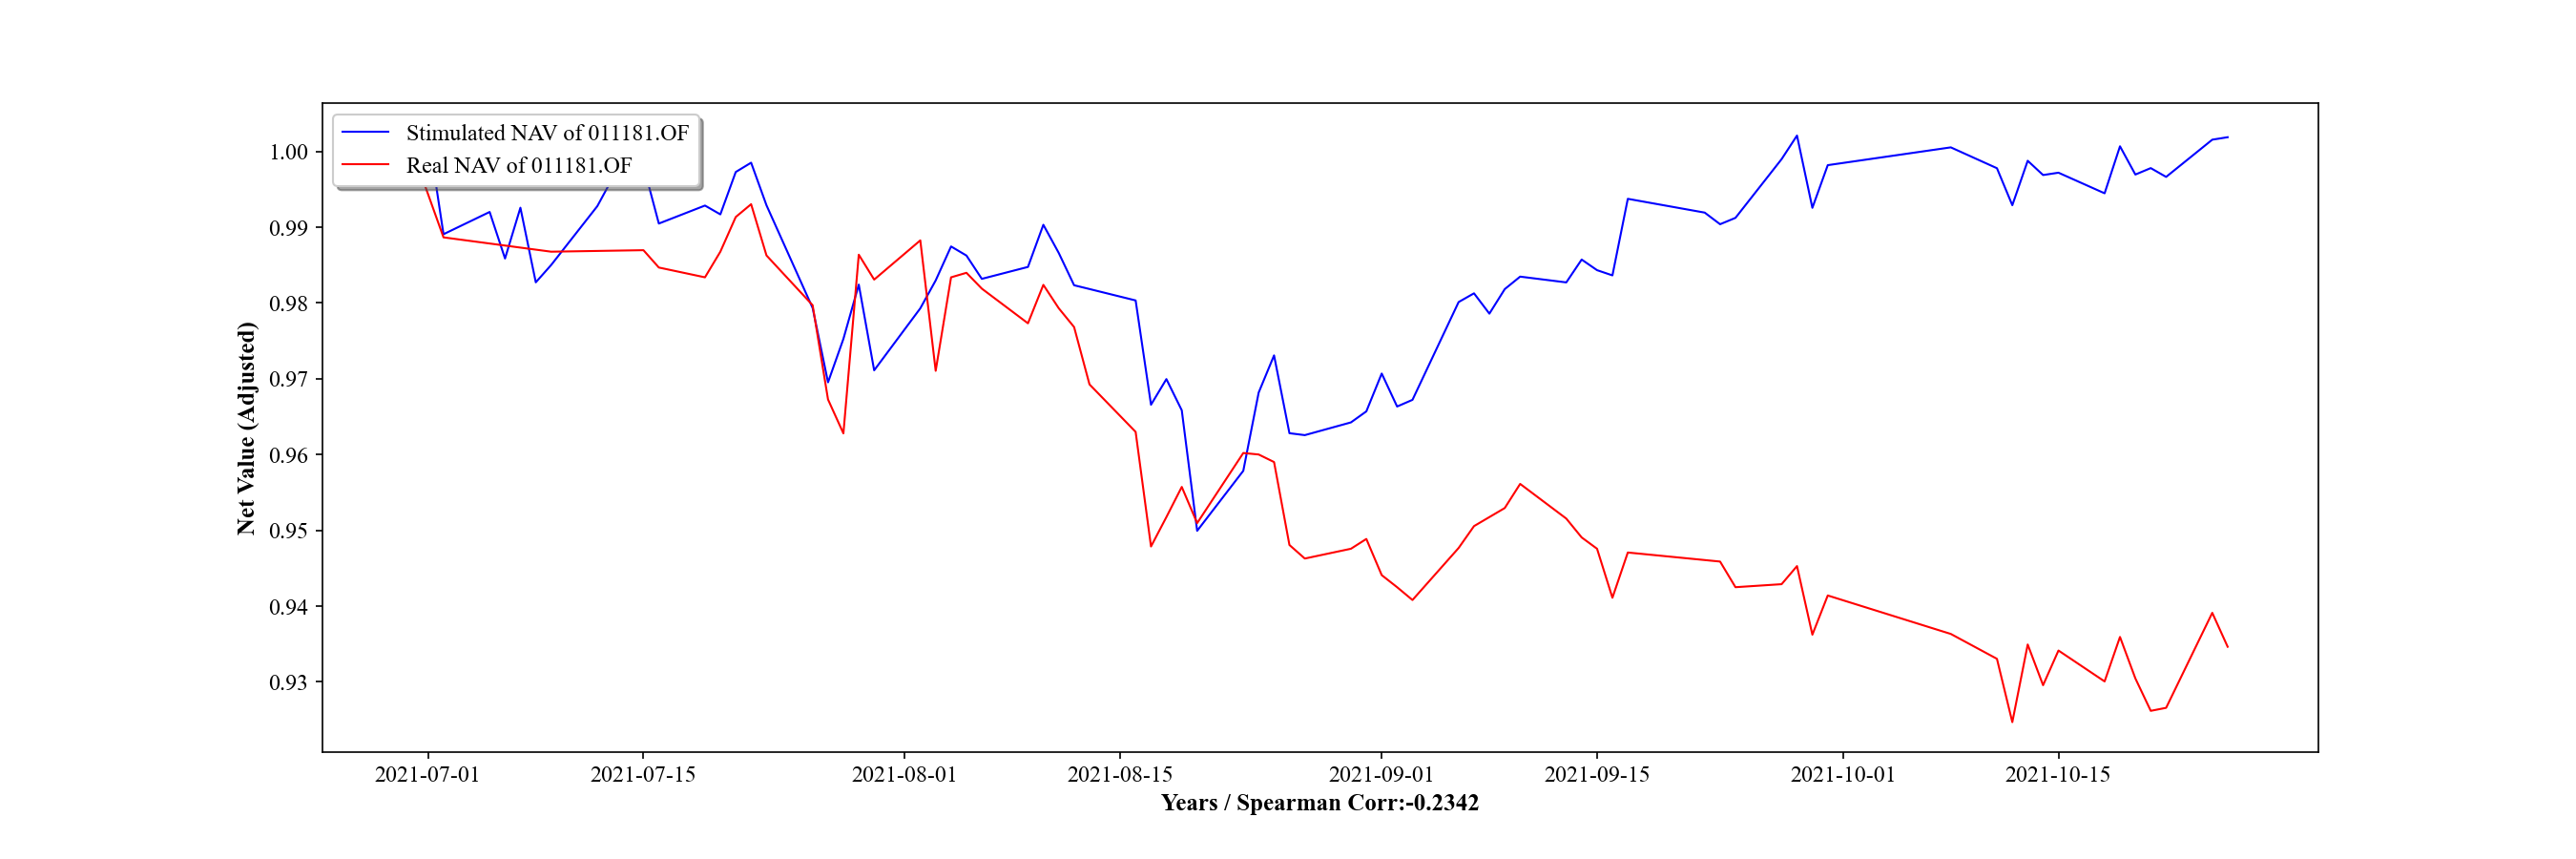 Stimulated NAV of 011181.OF
Real NAV of 011181.OF
1.00
0.99
0.98
0.97
0.96
0.95
0.94
0.93
Net Value (Adjusted)
2021-07-01 2021-07-15 2021-08-01 2021-08-15 2021-09-01 2021-09-15 2021-10-01 2021-10-15
Years / Spearman Corr:-0.2342